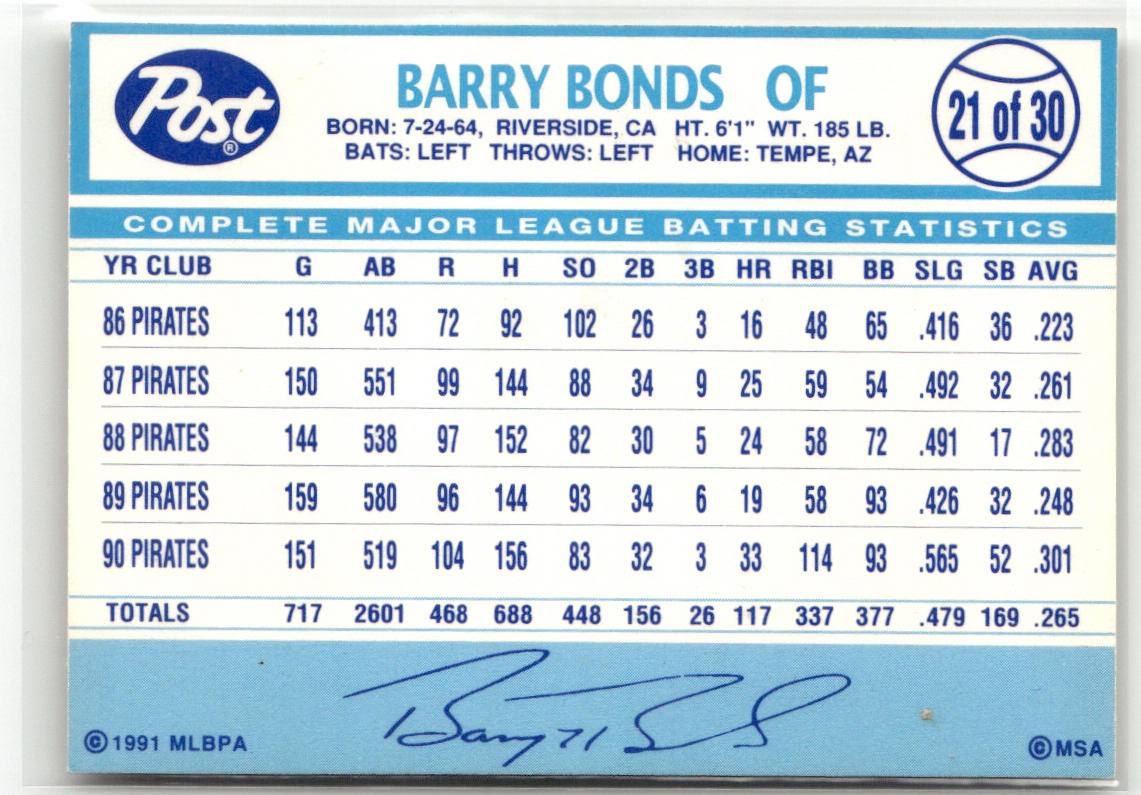 Post®
BARRY BONDS OF
21 of 30
BORN: 7-24-64, RIVERSIDE, CA HT. 6'1" WT. 185 LB.
BATS: LEFT THROWS: LEFT HOME: TEMPE, AZ
COMPLETE MAJOR LEAGUE BATTING STATISTICS
YR CLUB G AB R H SO 2B 3B HR RBI BB SLG SB AVG
86 PIRATES 113 413 72 92 102 26 3 16 48 65 .416 36 .223
87 PIRATES 150 551 99 144 88 34 9 25 59 54 .492 32 .261
88 PIRATES 144 538 97 152 82 30 5 24 58 72 .491 17 .283
89 PIRATES 159 580 96 144 93 34 6 19 58 93 .426 32 .248
90 PIRATES 151 519 104 156 83 32 3 33 114 93 .565 52 .301
TOTALS 717 2601 468 688 448 156 26 117 337 377 .479 169 .265
Barry Bonds
©1991 MLBPA
©MSA